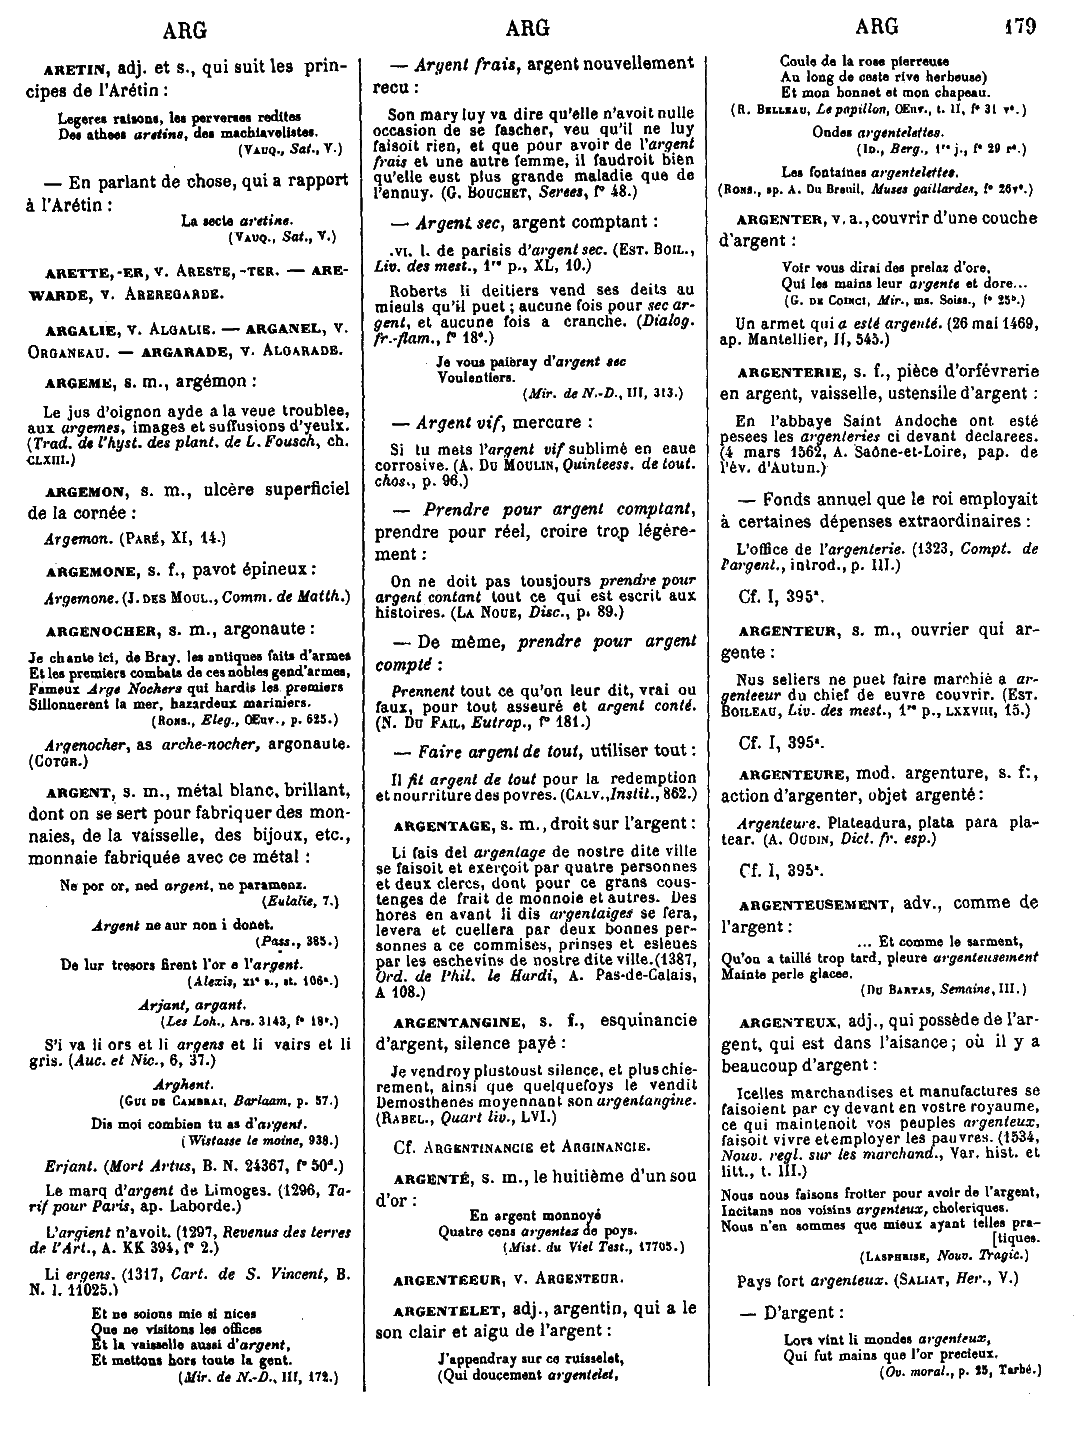 ARG
ARG
ARG 179
ARETIN, adj. et s., qui suit les prin-
cipes de l'Arétin :
Legeres raisons, les perverses redites
Des athees aretins, des machiavelistes.
(VAUQ., Sat., V.)
— En parlant de chose, qui a rapport
à l'Arétin :
La secte aretine.
(VAUQ., Sat., V.)
ARETTE, -ER, V. ARESTE, -TER. — ARE-
WARDE, V. AREREGARDE.
ARGALIE, V. ALGALIE. — ARGANEL, V.
ORGANEAU. — ARGARADE, V. ALGARADE.
ARGEME, s. m., argémon :
Le jus d'oignon ayde a la veue troublee,
aux argemes, images et suffusions d'yeulx.
(Trad. de l'hyst. des plant. de L. Fousch, ch.
CLXIII.)
ARGEMON, s. m., ulcère superficiel
de la cornée :
Argemon. (PARÉ, XI, 14.)
ARGEMONE, s. f., pavot épineux :
Argemone. (J. DES MOUL., Comm. de Matth.)
ARGENOCHER, s. m., argonaute :
Je chante ici, de Bray, les antiques faits d'armes
Et les premiers combats de ces nobles gend'armes,
Fameux Arge Nochers qui hardis les premiers
Sillonnerent la mer, hazardeux mariniers.
(RONS., Eleg., Œuv., p. 625.)
Argenocher, as arche-nocher, argonaute.
(COTGR.)
ARGENT, s. m., métal blanc, brillant,
dont on se sert pour fabriquer des mon-
naies, de la vaisselle, des bijoux, etc.,
monnaie fabriquée avec ce métal :
Ne por or, ned argent, ne paramenz.
(Eulalie, 7.)
Argent ne aur non i donet.
(Pass., 385.)
De lur tresors firent l'or e l'argent.
(Alexis, XIe s., st. 106a.)
Arjant, argant.
(Les Loh., Ars. 3143, f° 18a.)
S'i va li ors et li argens et li vairs et li
gris. (Auc. et Nic., 6, 37.)
Arghent.
(GUI DE CAMBRAI, Barlaam, p. 57.)
Dis moi combien tu as d'argent.
(Wistasse le moine, 938.)
Erjant. (Mort Artus, B. N. 24367, f° 50d.)
Le marq d'argent de Limoges. (1296, Ta-
rif pour Paris, ap. Laborde.)
L'argient n'avoit. (1297, Revenus des terres
de l'Art., A. KK 394, f° 2.)
Li ergens. (1317, Cart. de S. Vincent, B.
N. l. 11025.)
Et ne soions mie si nices
Que ne visitons les offices
Et la vaisselle aussi d'argent,
Et mettons hors toute la gent.
(Mir. de N.-D., III, 172.)
— Argent frais, argent nouvellement
recu :
Son mary luy va dire qu'elle n'avoit nulle
occasion de se fascher, veu qu'il ne luy
faisoit rien, et que pour avoir de l'argent
frais et une autre femme, il faudroit bien
qu'elle eust plus grande maladie que de
l'ennuy. (G. BOUCHET, Serees, f° 48.)
— Argent sec, argent comptant :
.VI. l. de parisis d'argent sec. (EST. BOIL.,
Liv. des mest., 1re p., XL, 10.)
Roberts li deitiers vend ses deits au
mieuls qu'il puet ; aucune fois pour sec ar-
gent, et aucune fois a cranche. (Dialog.
fr.-flam., f° 18c.)
Je vous paieray d'argent sec
Voulentiers.
(Mir. de N.-D., III, 313.)
— Argent vif, mercure :
Si tu mets l'argent vif sublimé en eaue
corrosive. (A. DU MOULIN, Quinteess. de tout.
chos., p. 96.)
— Prendre pour argent comptant,
prendre pour réel, croire trop légère-
ment :
On ne doit pas tousjours prendre pour
argent contant tout ce qui est escrit aux
histoires. (LA NOUE, Disc., p. 89.)
— De même, prendre pour argent
compté :
Prennent tout ce qu'on leur dit, vrai ou
faux, pour tout asseuré et argent conté.
(N. DU FAIL, Eutrap., f° 181.)
— Faire argent de tout, utiliser tout :
Il fit argent de tout pour la redemption
et nourriture des povres. (CALV., Instit., 862.)
ARGENTAGE, s. m., droit sur l'argent :
Li fais del argentage de nostre dite ville
se faisoit et exerçoit par quatre personnes
et deux clercs, dont pour ce grans cous-
tenges de frait de monnoie et autres. Des
hores en avant li dis argentaiges se fera,
levera et cuellera par deux bonnes per-
sonnes a ce commises, prinses et esleues
par les eschevins de nostre dite ville. (1387,
Ord. de Phil. le Hardi, A. Pas-de-Calais,
A 108.)
ARGENTANGINE, s. f., esquinancie
d'argent, silence payé :
Je vendroy plustoust silence, et plus chie-
rement, ainsi que quelquefoys le vendit
Demosthenes moyennant son argentangine.
(RABEL., Quart liv., LVI.)
Cf. ARGENTINANCIE et ARGINANCIE.
ARGENTÉ, s. m., le huitième d'un sou
d'or :
En argent monnoyé
Quatre cens argentes de poys.
(Mist. du Viel Test., 17705.)
ARGENTEEUR, V. ARGENTEUR.
ARGENTELET, adj., argentin, qui a le
son clair et aigu de l'argent :
J'appendray sur ce ruisselet,
(Qui doucement argentelet,
Coule de la rose pierreuse
Au long de ceste rive herbeuse)
Et mon bonnet et mon chapeau.
(R. BELLEAU, Le papillon, Œuv., t. II, f° 31 v°.)
Ondes argentelettes.
(ID., Berg., 1re j., f° 29 r°.)
Les fontaines argentelettes.
(RONS., ap. A. Du Breuil, Muses gaillardes, f° 26v°.)
ARGENTER, v. a., couvrir d'une couche
d'argent :
Voir vous dirai des prelaz d'ore,
Qui les mains leur argente et dore...
(G. DE COINCI, Mir., ms. Soiss., f° 25b.)
Un armet qui a esté argenté. (26 mai 1469,
ap. Mantellier, II, 545.)
ARGENTERIE, s. f., pièce d'orfévrerie
en argent, vaisselle, ustensile d'argent :
En l'abbaye Saint Andoche ont esté
pesees les argenteries ci devant declarees.
(4 mars 1562, A. Saône-et-Loire, pap. de
l'év. d'Autun.)
— Fonds annuel que le roi employait
à certaines dépenses extraordinaires :
L'office de l'argenterie. (1323, Compt. de
l'argent., introd., p. III.)
Cf. I, 395a.
ARGENTEUR, s. m., ouvrier qui ar-
gente :
Nus seliers ne puet faire marchié a ar-
genteeur du chief de euvre couvrir. (EST.
BOILEAU, Liv. des mest., 1re p., LXXVIII, 15.)
Cf. I, 395a.
ARGENTEURE, mod. argenture, s. f.,
action d'argenter, objet argenté :
Argenteure. Plateadura, plata para pla-
tear. (A. OUDIN, Dict. fr. esp.)
Cf. I, 395a.
ARGENTEUSEMENT, adv., comme de
l'argent :
... Et comme le sarment,
Qu'on a taillé trop tard, pleure argenteusement
Mainte perle glacee.
(DU BARTAS, Semaine, III.)
ARGENTEUX, adj., qui possède de l'ar-
gent, qui est dans l'aisance ; où il y a
beaucoup d'argent :
Icelles marchandises et manufactures se
faisoient par cy devant en vostre royaume,
ce qui maintenoit vos peuples argenteux,
faisoit vivre et employer les pauvres. (1534,
Nouv. regl. sur les marchand., Var. hist. et
litt., t. III.)
Nous nous faisons frotter pour avoir de l'argent,
Incitans nos voisins argenteux, choleriques.
Nous n'en sommes que mieux ayant telles pra-
[tiques.
(LASPHRISE, Nouv. Tragic.)
Pays fort argenteux. (SALIAT, Her., V.)
— D'argent :
Lors vint li mondes argenteux,
Qui fut mains que l'or precieux.
(Ov. moral., p. 25, Tarbé.)